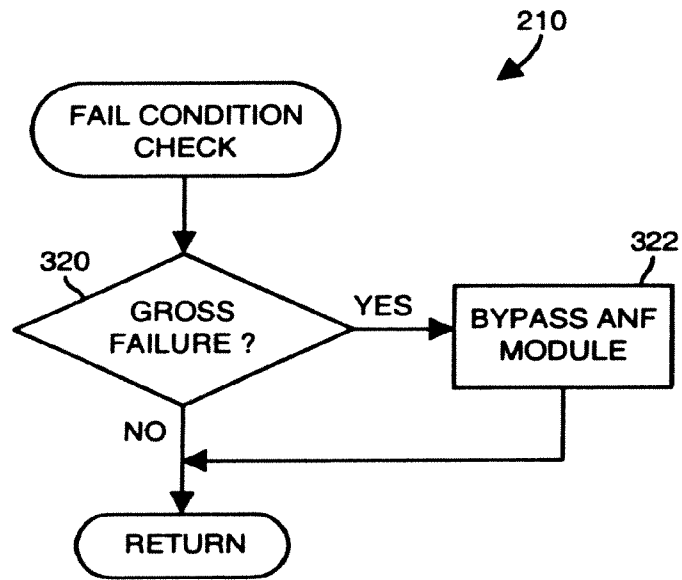 210
FAIL CONDITION
CHECK
320
GROSS
FAILURE ?
YES
322
BYPASS ANF
MODULE
NO
RETURN